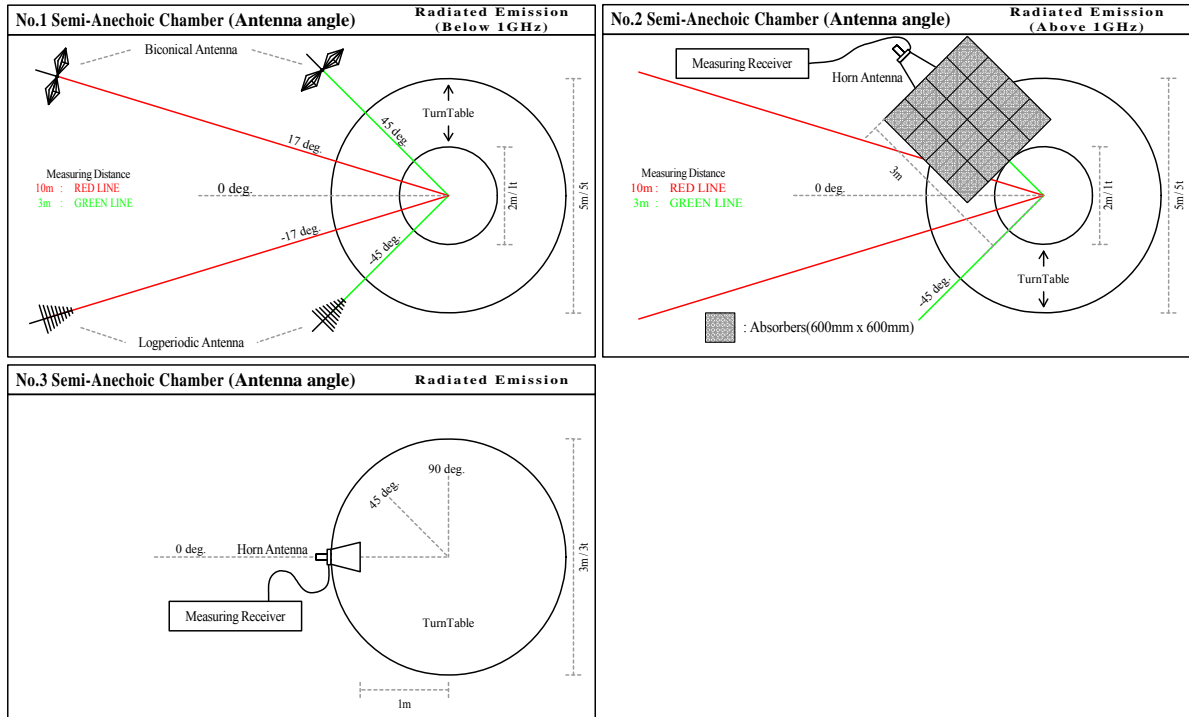 No.1 Semi-Anechoic Chamber (Antenna angle)
Radiated Emission
(Below 1GHz)
Biconical Antenna
TurnTable
45 deg.
17 deg.
Measuring Distance
10m : RED LINE
3m : GREEN LINE
0 deg.
2m / 1t
5m / 5t
-17 deg.
-45 deg.
Logperiodic Antenna
No.2 Semi-Anechoic Chamber (Antenna angle)
Radiated Emission
(Above 1GHz)
Measuring Receiver
Horn Antenna
3m
Measuring Distance
10m : RED LINE
3m : GREEN LINE
0 deg.
2m / 1t
5m / 5t
TurnTable
-45 deg.
: Absorbers(600mm x 600mm)
No.3 Semi-Anechoic Chamber (Antenna angle)
Radiated Emission
90 deg.
45 deg.
0 deg.
Horn Antenna
3m / 3t
Measuring Receiver
TurnTable
1m